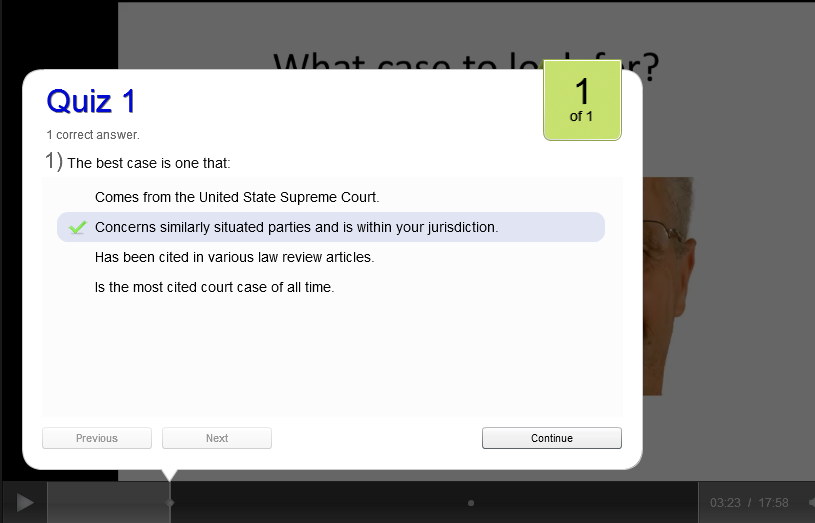 What case to look for?
Quiz 1
1
of 1
1 correct answer.
1) The best case is one that:
Comes from the United State Supreme Court.
Concerns similarly situated parties and is within your jurisdiction.
Has been cited in various law review articles.
Is the most cited court case of all time.
Previous
Next
Continue
03:23 / 17:58